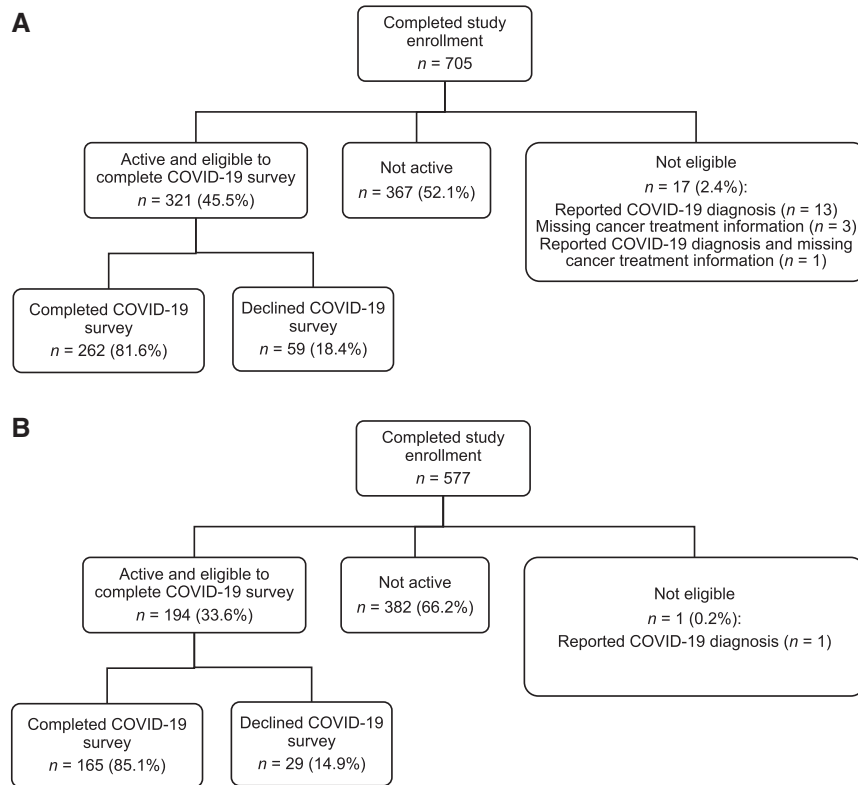 A
Completed study
enrollment
n = 705
Active and eligible to
complete COVID-19 survey
n = 321 (45.5%)
Not active
n = 367 (52.1%)
Not eligible
n = 17 (2.4%):
Reported COVID-19 diagnosis (n = 13)
Missing cancer treatment information (n = 3)
Reported COVID-19 diagnosis and missing
cancer treatment information (n = 1)
Completed COVID-19
survey
n = 262 (81.6%)
Declined COVID-19
survey
n = 59 (18.4%)
B
Completed study
enrollment
n = 577
Active and eligible to
complete COVID-19 survey
n = 194 (33.6%)
Not active
n = 382 (66.2%)
Not eligible
n = 1 (0.2%):
Reported COVID-19 diagnosis (n = 1)
Completed COVID-19
survey
n = 165 (85.1%)
Declined COVID-19
survey
n = 29 (14.9%)